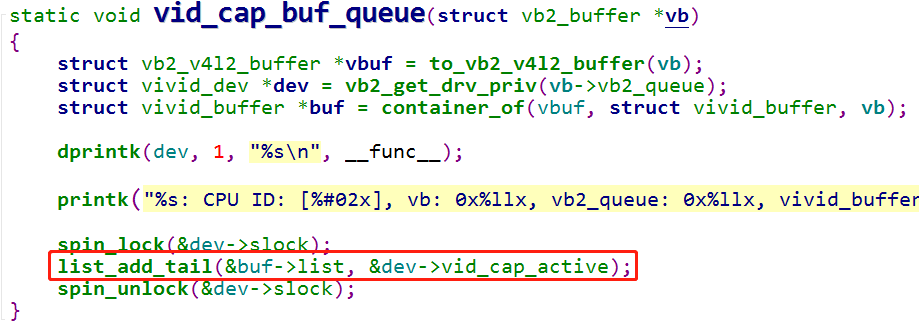 static void vid_cap_buf_queue(struct vb2_buffer *vb)
{
struct vb2_v4l2_buffer *vbuf = to_vb2_v4l2_buffer(vb);
struct vivid_dev *dev = vb2_get_drv_priv(vb->vb2_queue);
struct vivid_buffer *buf = container_of(vbuf, struct vivid_buffer, vb);
dprintk(dev, 1, "%s\n", __func__);
printk("%s: CPU ID: [%#02x], vb: 0x%llx, vb2_queue: 0x%llx, vivid_buffer
spin_lock(&dev->slock);
list_add_tail(&buf->list, &dev->vid_cap_active);
spin_unlock(&dev->slock);
}